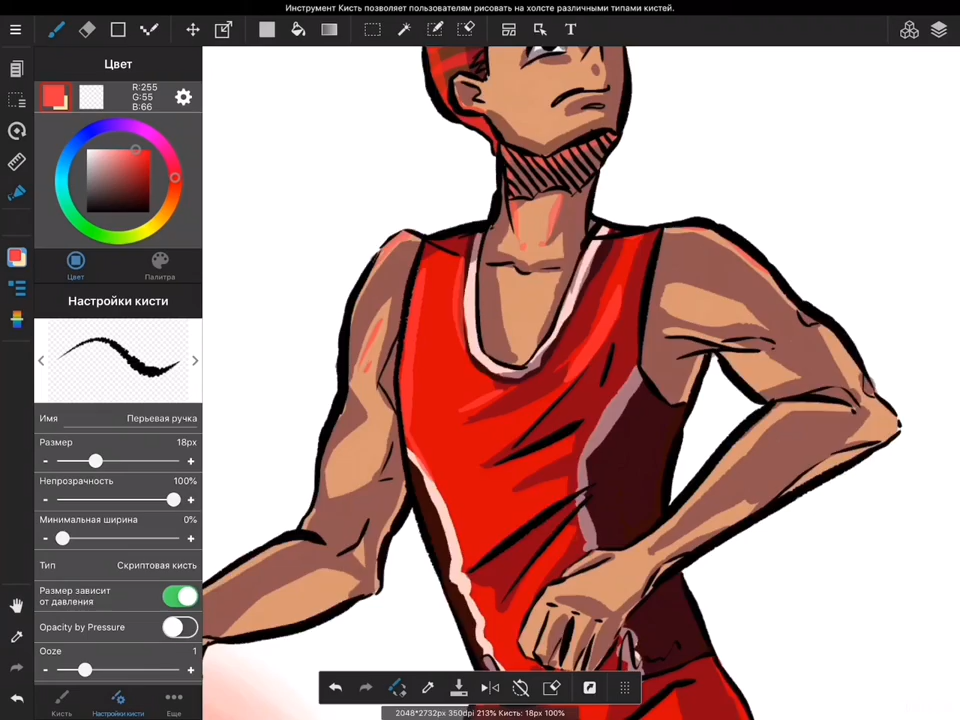 Инструмент Кисть позволяет пользователям рисовать на холсте различными типами кистей.
T
Цвет
R:255
G:55
B:66
Цвет
Палитра
Настройки кисти
Имя Перьевая ручка
Размер 18px
- +
Непрозрачность 100%
- +
Минимальная ширина 0%
- +
Тип Скриптовая кисть
Размер зависит
от давления
Opacity by Pressure
Ooze 1
- +
Кисть Настройки кисти Еще
2048*2732px 350dpi 213% Кисть: 18px 100%